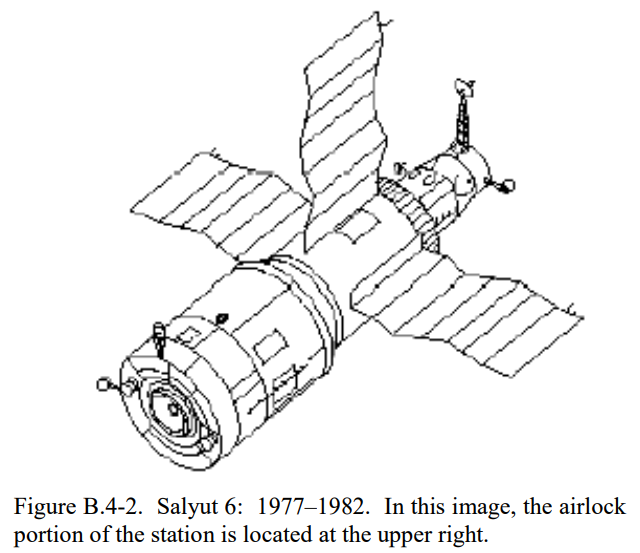 Figure B.4-2.  Salyut 6:  1977–1982.  In this image, the airlock
portion of the station is located at the upper right.